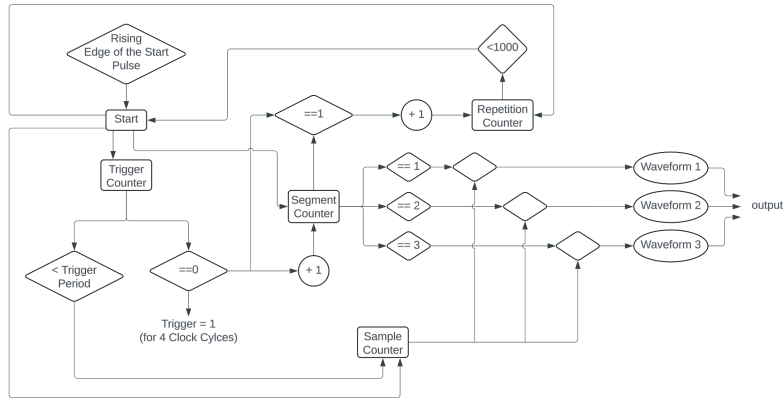 Rising
Edge of the Start
Pulse
<1000
Start
==1
+ 1
Repetition
Counter
Trigger
Counter
== 1
Waveform 1
Segment
Counter
== 2
Waveform 2
output
== 3
Waveform 3
< Trigger
Period
==0
+ 1
Trigger = 1
(for 4 Clock Cylces)
Sample
Counter